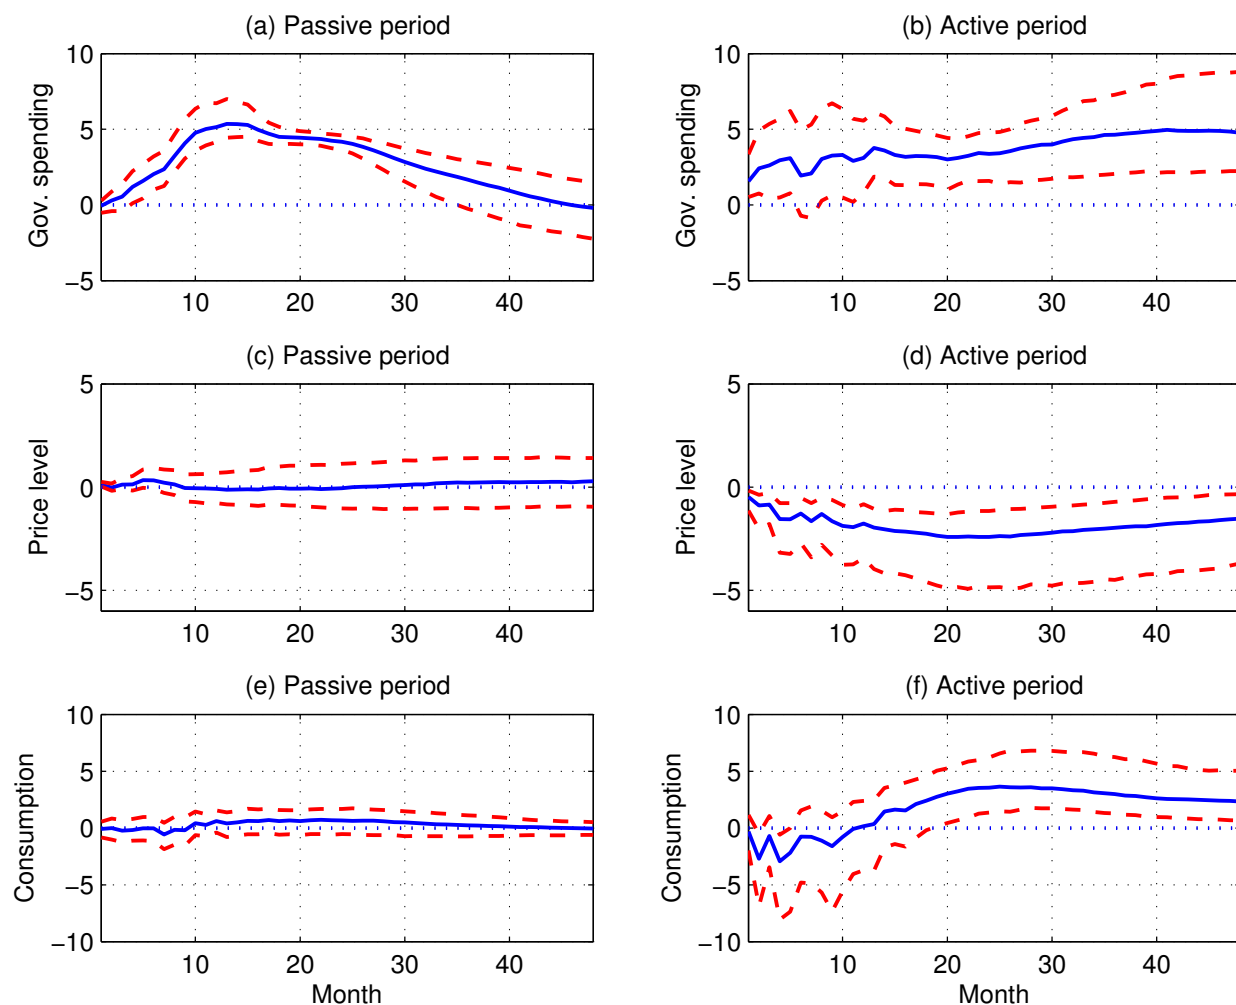 (a) Passive period
(b) Active period
10
5
0
−5
Gov. spending
10 20 30 40
10
5
0
−5
Gov. spending
10 20 30 40
(c) Passive period
(d) Active period
5
0
−5
Price level
10 20 30 40
5
0
−5
Price level
10 20 30 40
(e) Passive period
(f) Active period
10
5
0
−5
−10
Consumption
10 20 30 40
Month
10
5
0
−5
−10
Consumption
10 20 30 40
Month